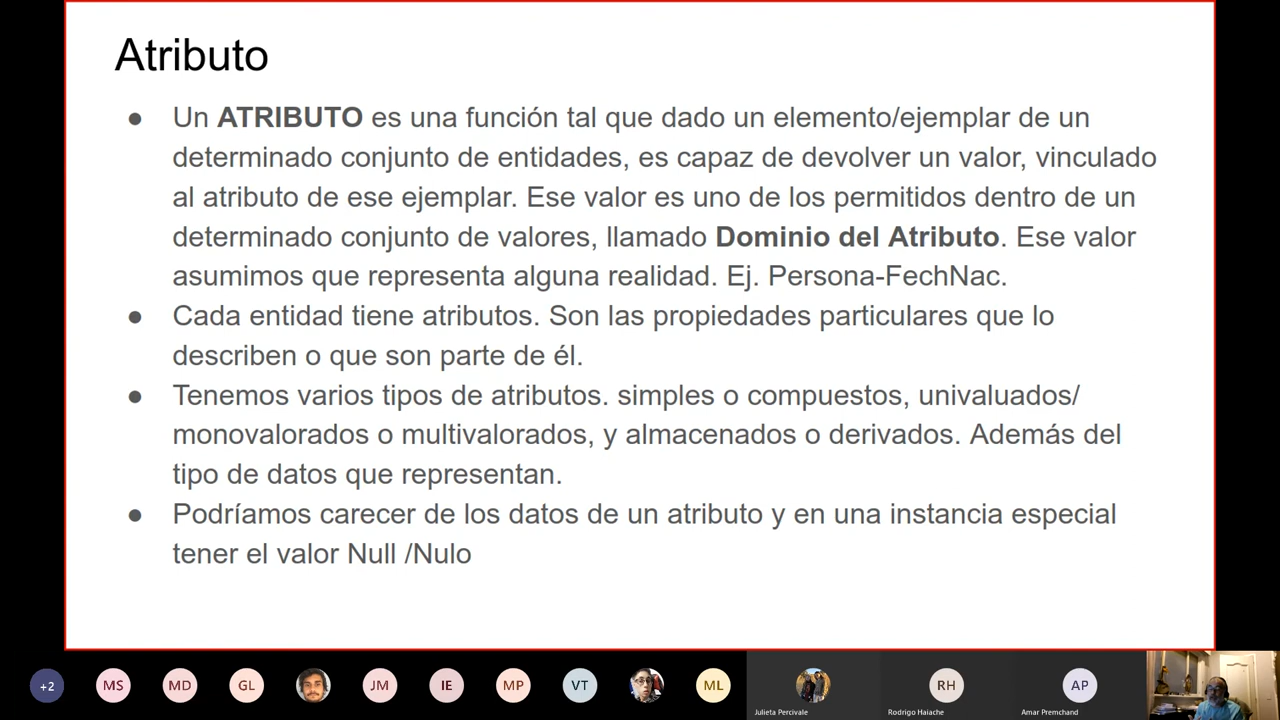 Atributo
● Un ATRIBUTO es una función tal que dado un elemento/ejemplar de un
determinado conjunto de entidades, es capaz de devolver un valor, vinculado
al atributo de ese ejemplar. Ese valor es uno de los permitidos dentro de un
determinado conjunto de valores, llamado Dominio del Atributo. Ese valor
asumimos que representa alguna realidad. Ej. Persona-FechNac.
● Cada entidad tiene atributos. Son las propiedades particulares que lo
describen o que son parte de él.
● Tenemos varios tipos de atributos. simples o compuestos, univaluados/
monovalorados o multivalorados, y almacenados o derivados. Además del
tipo de datos que representan.
● Podríamos carecer de los datos de un atributo y en una instancia especial
tener el valor Null /Nulo
+2 MS MD GL JM IE MP VT ML RH AP
Julieta Percivale Rodrigo Haiache Amar Premchand